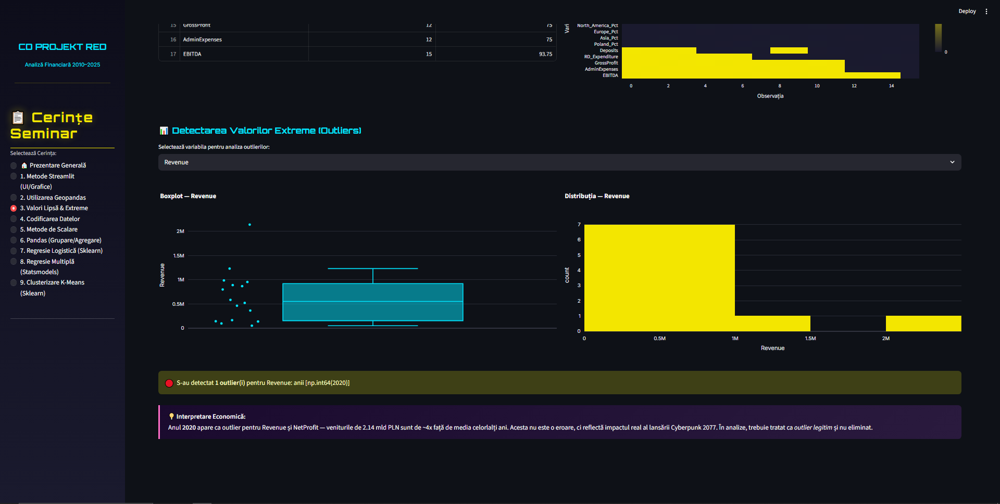 Deploy
CD PROJEKT RED
Analiză Financiară 2010–2025
Cerințe
Seminar
Selectează Cerința:
Prezentare Generală
1. Metode Streamlit
(UI/Grafice)
2. Utilizarea Geopandas
3. Valori Lipsă & Extreme
4. Codificarea Datelor
5. Metode de Scalare
6. Pandas (Grupare/Agregare)
7. Regresie Logistică (Sklearn)
8. Regresie Multiplă
(Statsmodels)
9. Clusterizare K-Means
(Sklearn)
15 GrossProfit 12 75
16 AdminExpenses 12 75
17 EBITDA 15 93.75
Vari
North_America_Pct
Europe_Pct
Asia_Pct
Poland_Pct
Deposits
RD_Expenditure
GrossProfit
AdminExpenses
EBITDA
0 2 4 6 8 10 12 14
Observația
0
Detectarea Valorilor Extreme (Outliers)
Selectează variabila pentru analiza outlierilor:
Revenue
Boxplot — Revenue
2M
1.5M
1M
0.5M
0
Revenue
Distribuția — Revenue
7
6
5
4
3
2
1
0
count
0 0.5M 1M 1.5M 2M
Revenue
S-au detectat 1 outlier(i) pentru Revenue: anii [np.int64(2020)]
Interpretare Economică:
Anul 2020 apare ca outlier pentru Revenue și NetProfit — veniturile de 2.14 mld PLN sunt de ~4x față de media celorlalți ani. Acesta nu este o eroare, ci reflectă impactul real al lansării Cyberpunk 2077. În analize, trebuie tratat ca outlier legitim și nu eliminat.